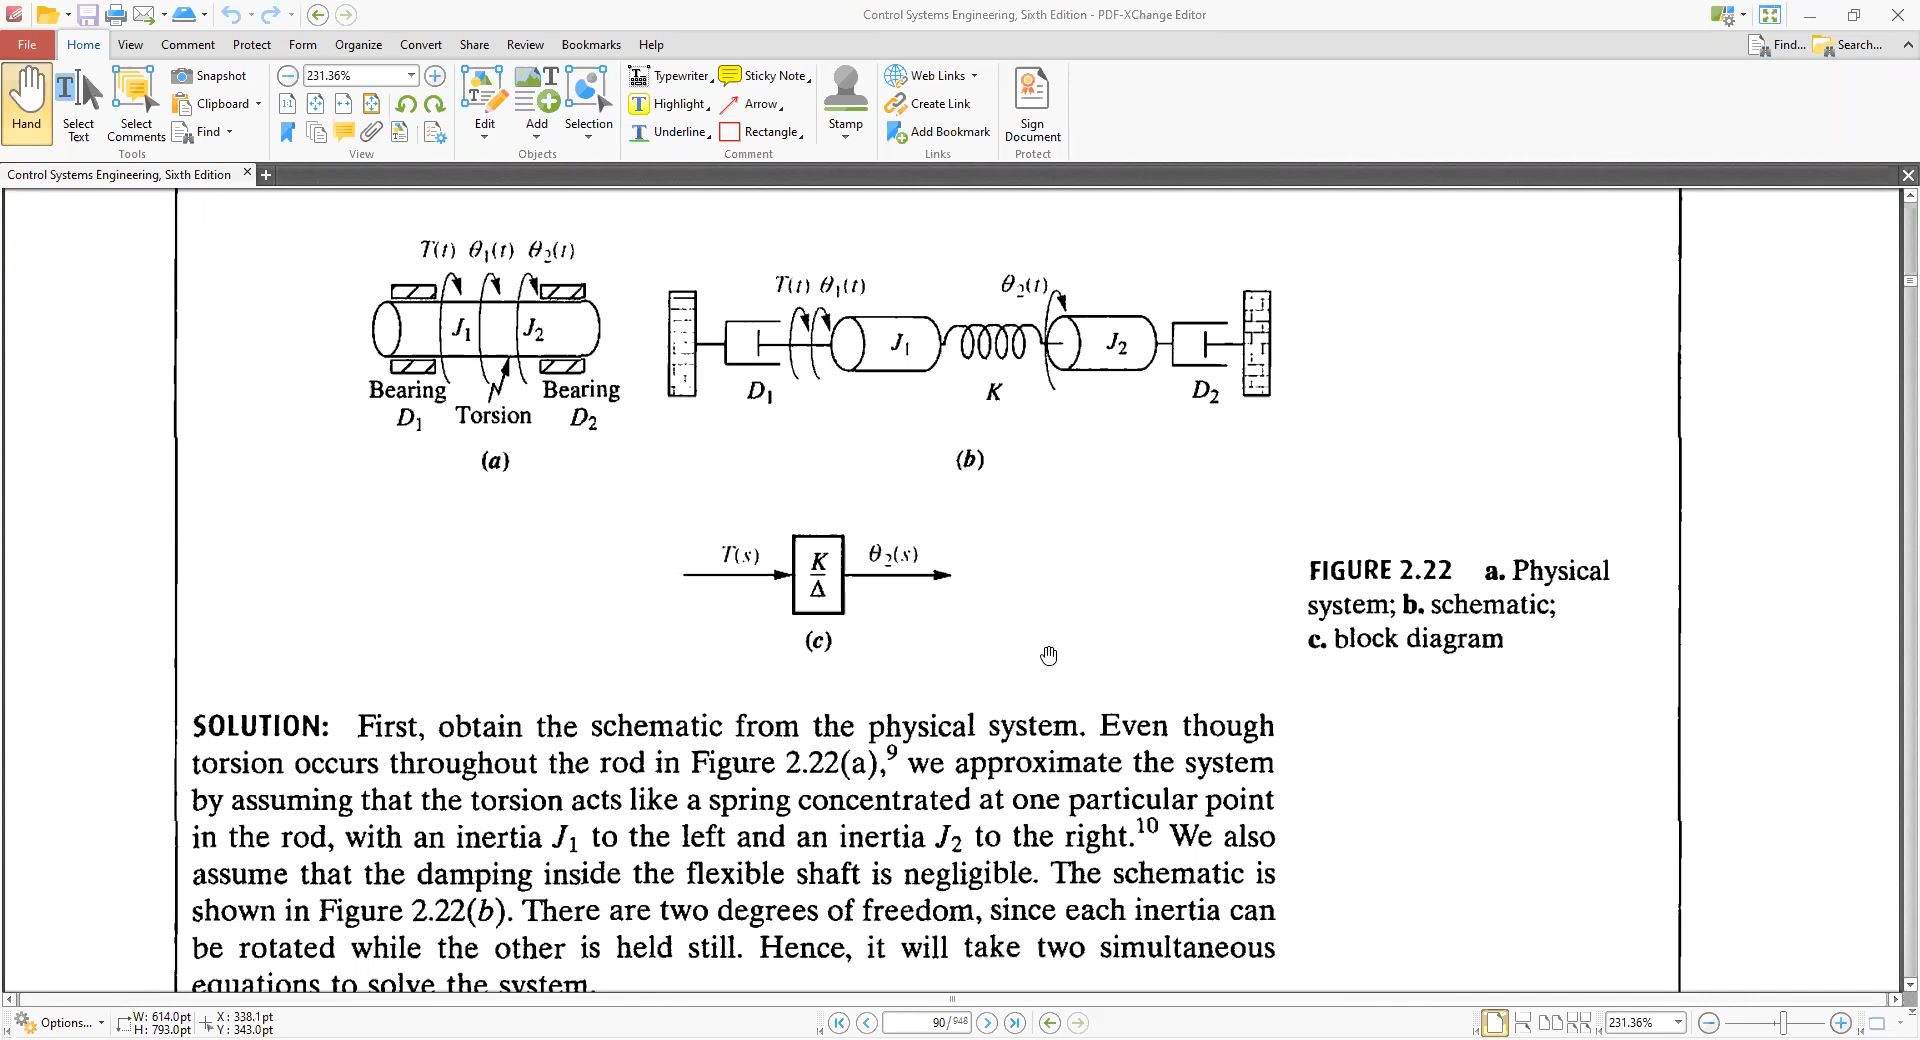 Control Systems Engineering, Sixth Edition - PDF-XChange Editor
File Home View Comment Protect Form Organize Convert Share Review Bookmarks Help
Find... Search...
Hand
Select Text
Select Comments
Tools
Snapshot
Clipboard
Find
231.36%
1:1
View
Edit
Add
Selection
Objects
Typewriter
Highlight
Underline
Sticky Note
Arrow
Rectangle
Comment
Stamp
Web Links
Create Link
Add Bookmark
Links
Sign Document
Protect
Control Systems Engineering, Sixth Edition
T(t) θ₁(t) θ₂(t)
J₁ J₂
Bearing Bearing
D₁ Torsion D₂
(a)
T(t) θ₁(t) θ₂(t)
J₁ J₂
D₁ K D₂
(b)
T(s) K/Δ θ₂(s)
(c)
FIGURE 2.22 a. Physical
system; b. schematic;
c. block diagram
SOLUTION: First, obtain the schematic from the physical system. Even though
torsion occurs throughout the rod in Figure 2.22(a),⁹ we approximate the system
by assuming that the torsion acts like a spring concentrated at one particular point
in the rod, with an inertia J₁ to the left and an inertia J₂ to the right.¹⁰ We also
assume that the damping inside the flexible shaft is negligible. The schematic is
shown in Figure 2.22(b). There are two degrees of freedom, since each inertia can
be rotated while the other is held still. Hence, it will take two simultaneous
equations to solve the system.
Options...
W: 614.0pt
H: 793.0pt
X: 338.1pt
Y: 343.0pt
90/948
231.36%